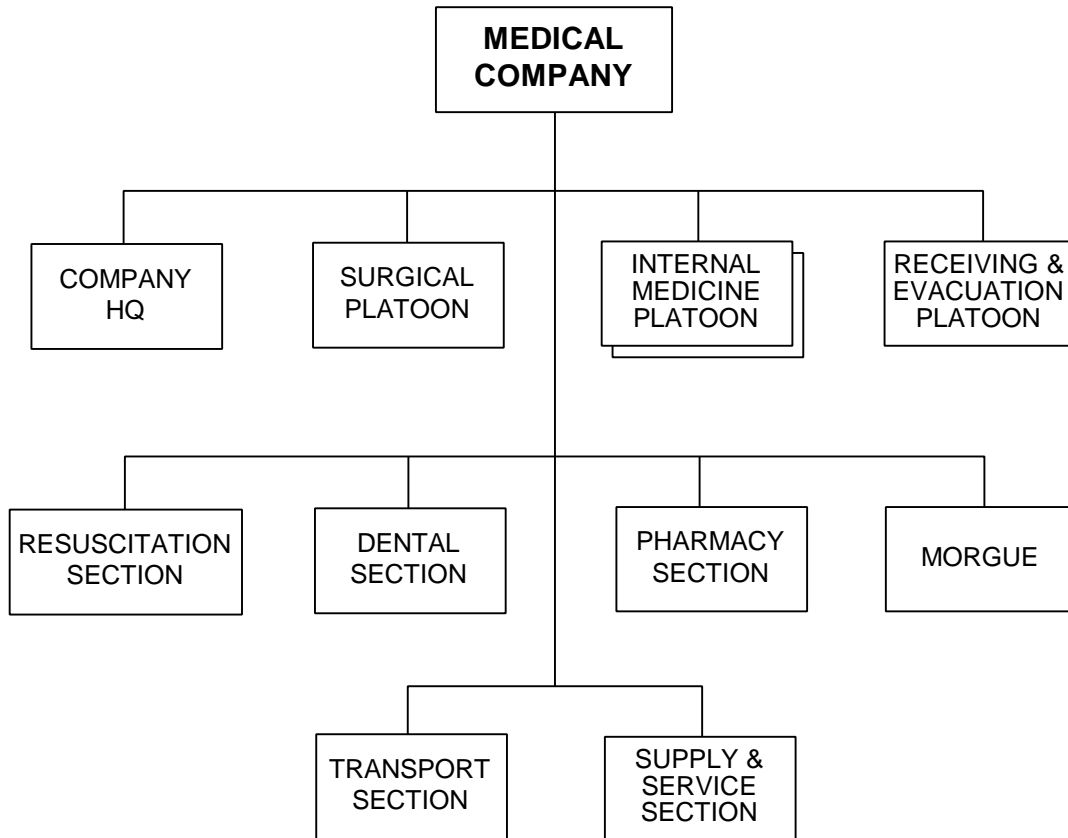 MEDICAL
COMPANY
COMPANY
HQ
SURGICAL
PLATOON
INTERNAL
MEDICINE
PLATOON
RECEIVING &
EVACUATION
PLATOON
RESUSCITATION
SECTION
DENTAL
SECTION
PHARMACY
SECTION
MORGUE
TRANSPORT
SECTION
SUPPLY &
SERVICE
SECTION